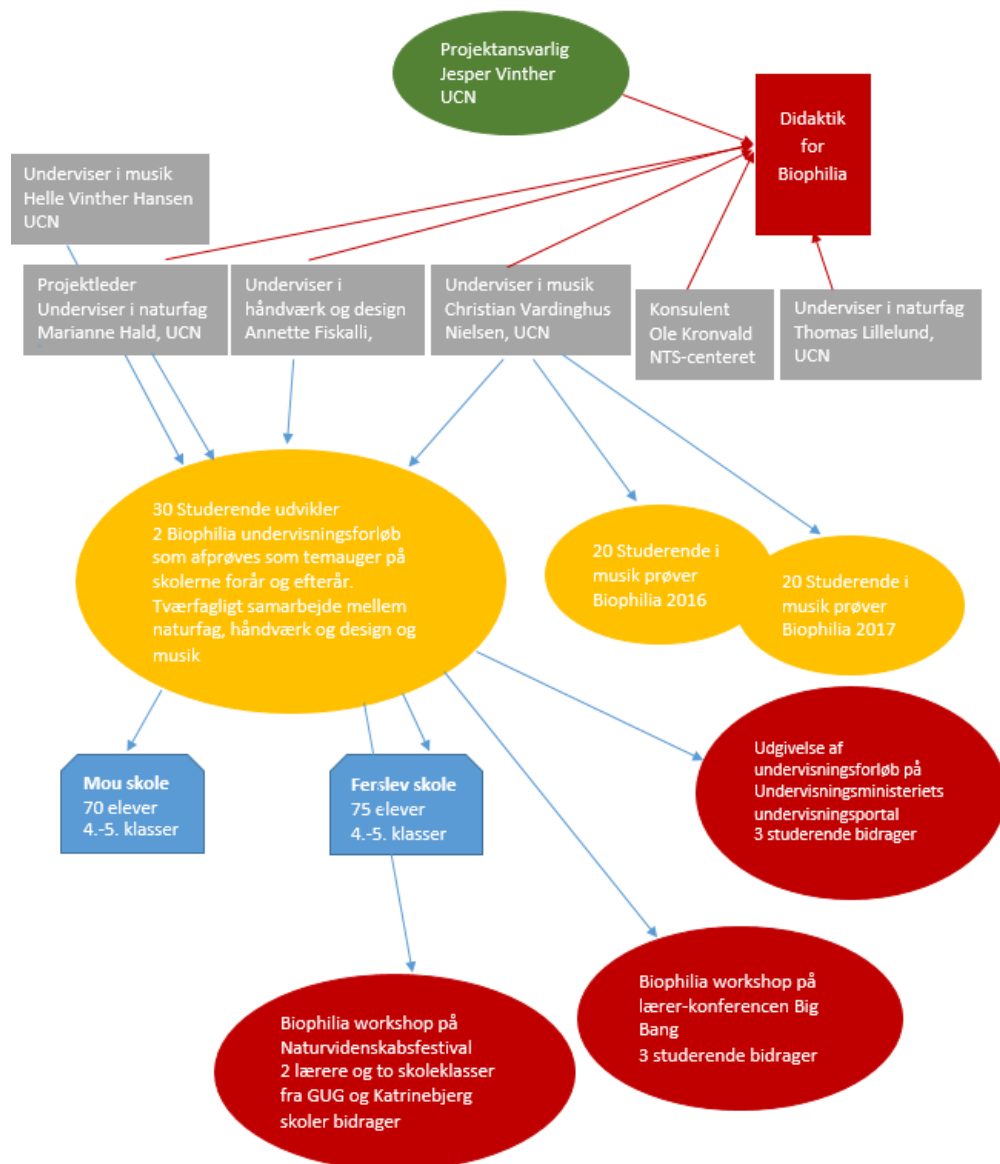 Projektansvarlig
Jesper Vinther
UCN
Didaktik
for
Biophilia
Underviser i musik
Helle Vinther Hansen
UCN
Projektleder
Underviser i naturfag
Marianne Hald, UCN
Underviser i
håndværk og design
Annette Fiskalli,
Underviser i musik
Christian Vardinghus
Nielsen, UCN
Konsulent
Ole Kronvald
NTS-centeret
Underviser i naturfag
Thomas Lillelund,
UCN
30 Studerende udvikler
2 Biophilia undervisningsforløb
som afprøves som temauger på
skolerne forår og efterår.
Tværfagligt samarbejde mellem
naturfag, håndværk og design og
musik
20 Studerende i
musik prøver
Biophilia 2016
20 Studerende i
musik prøver
Biophilia 2017
Mou skole
70 elever
4.-5. klasser
Ferslev skole
75 elever
4.-5. klasser
Udgivelse af
undervisningsforløb på
Undervisningsministeriets
undervisningsportal
3 studerende bidrager
Biophilia workshop på
lærer-konferencen Big
Bang
3 studerende bidrager
Biophilia workshop på
Naturvidenskabsfestival
2 lærere og to skoleklasser
fra GUG og Katrinebjerg
skoler bidrager